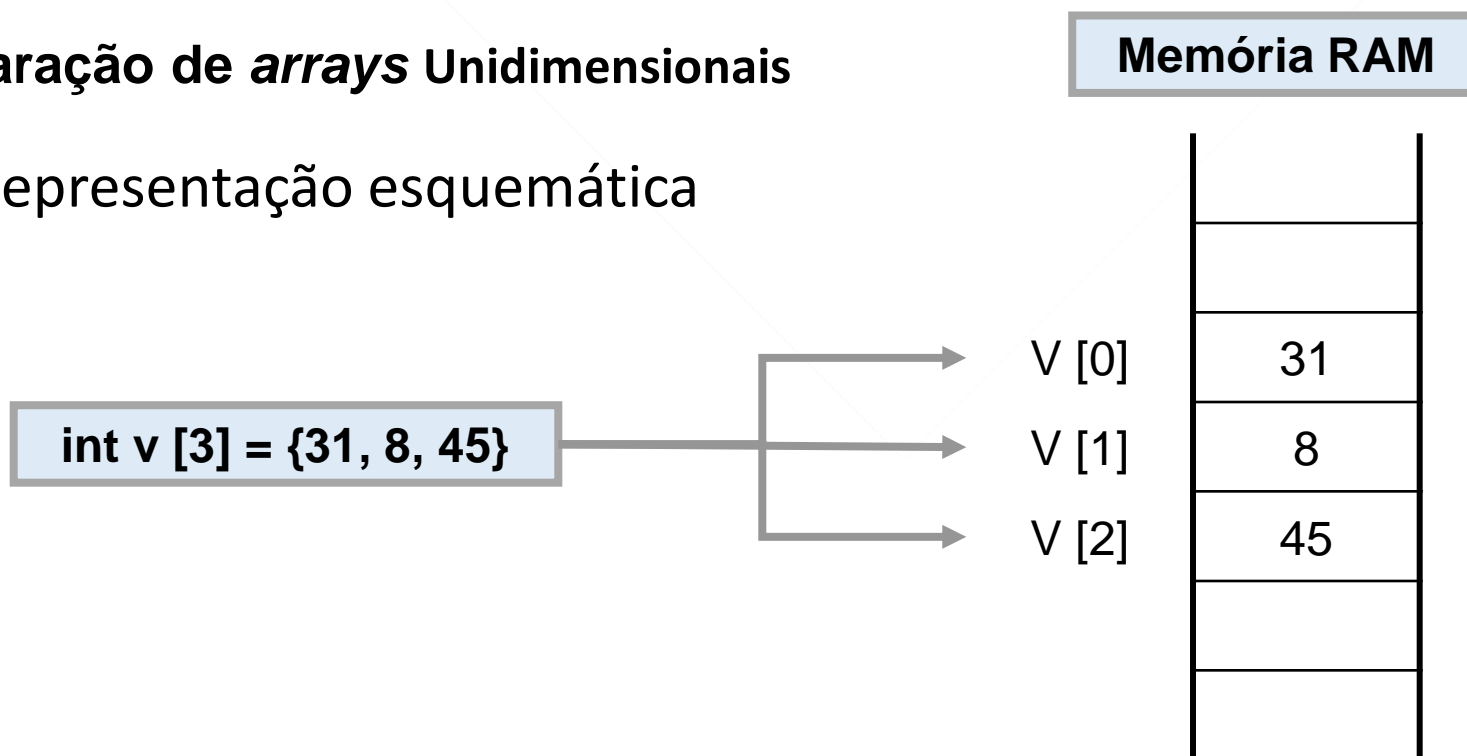 aração de arrays Unidimensionais
Memória RAM
epresentação esquemática
V [0] 31
int v [3] = {31, 8, 45}
V [1] 8
V [2] 45